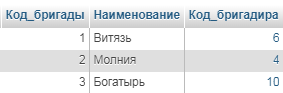 Код_бригады Наименование Код_бригадира
1 Витязь 6
2 Молния 4
3 Богатырь 10